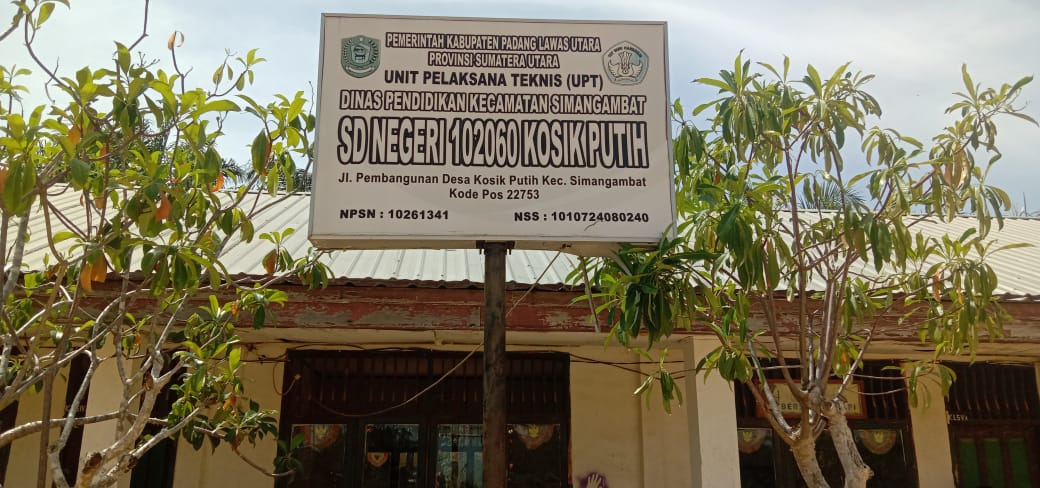 PEMERINTAH KABUPATEN PADANG LAWAS UTARA
PROVINSI SUMATERA UTARA
UNIT PELAKSANA TEKNIS (UPT)
DINAS PENDIDIKAN KECAMATAN SIMANGAMBAT
SD NEGERI 102060 KOSIK PUTIH
Jl. Pembangunan Desa Kosik Putih Kec. Simangambat
Kode Pos 22753
NPSN : 10261341 NSS : 1010724080240